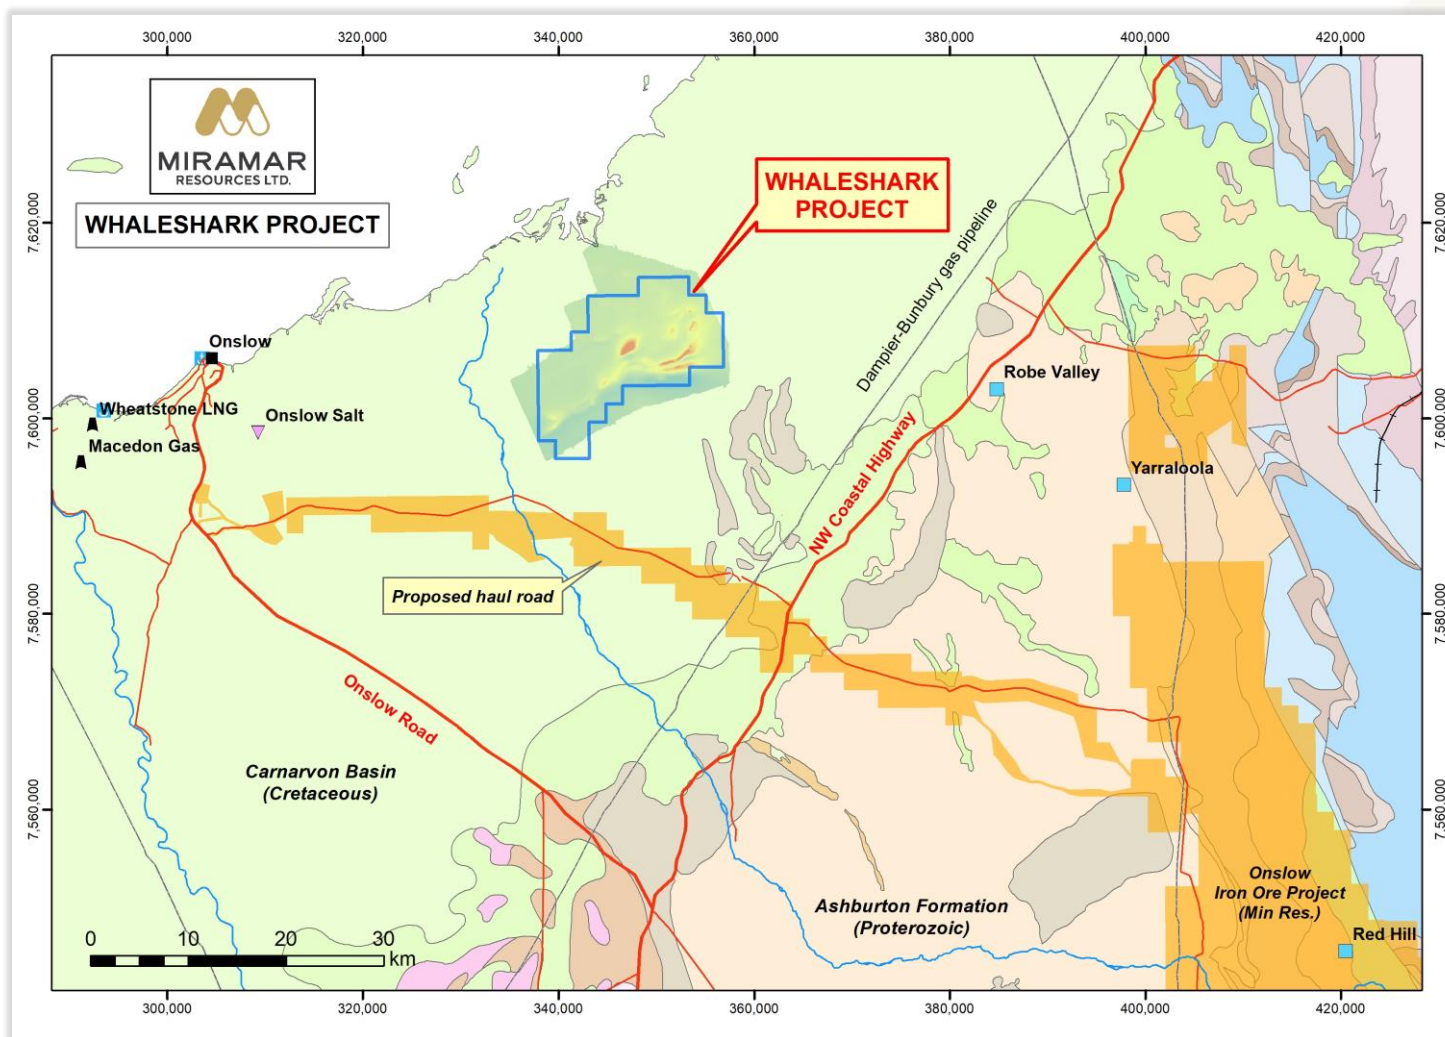 300,000
320,000
340,000
360,000
380,000
400,000
420,000
MIRAMAR
RESOURCES LTD.
WHALESHARK PROJECT
WHALESHARK
PROJECT
7,620,000
7,620,000
Dampier-Bunbury gas pipeline
Onslow
Robe Valley
Wheatstone LNG
Onslow Salt
7,600,000
7,600,000
Macedon Gas
NW Coastal Highway
Yarraloola
Proposed haul road
7,580,000
7,580,000
Onslow Road
Carnarvon Basin
(Cretaceous)
7,560,000
7,560,000
Ashburton Formation
(Proterozoic)
Onslow
Iron Ore Project
(Min Res.)
Red Hill
0
10
20
30
km
300,000
320,000
340,000
360,000
380,000
400,000
420,000